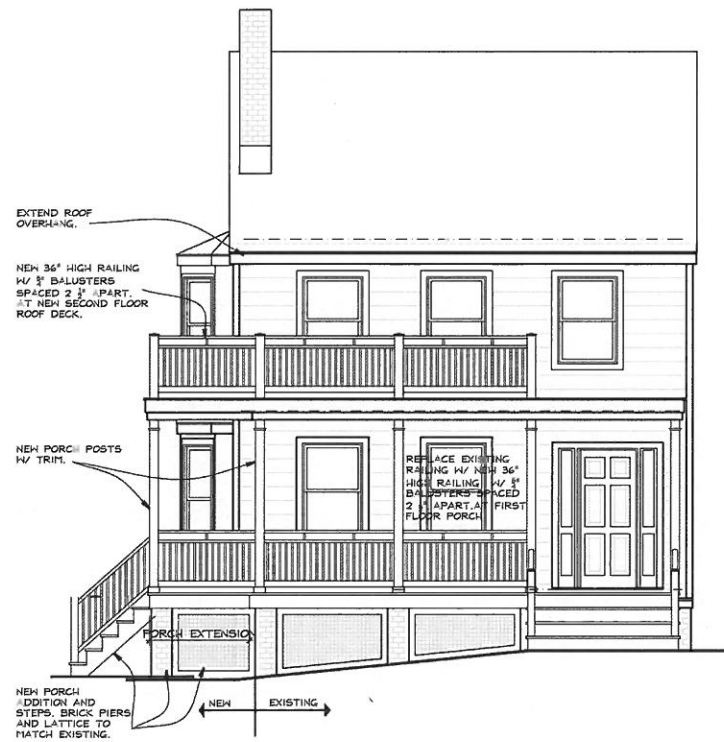 EXTEND ROOF
OVERHANG.
NEW 36" HIGH RAILING
W/ 5/4" BALUSTERS
SPACED 2 1/2" APART.
AT NEW SECOND FLOOR
ROOF DECK.
NEW PORCH POSTS
W/ TRIM.
REPLACE EXISTING
RAILING W/ NEW 36"
HIGH RAILING W/ 5/4"
BALUSTERS SPACED
2 1/2" APART.AT FIRST
FLOOR PORCH
PORCH EXTENSION
NEW PORCH
ADDITION AND
STEPS. BRICK PIERS
AND LATTICE TO
MATCH EXISTING.
NEW
EXISTING